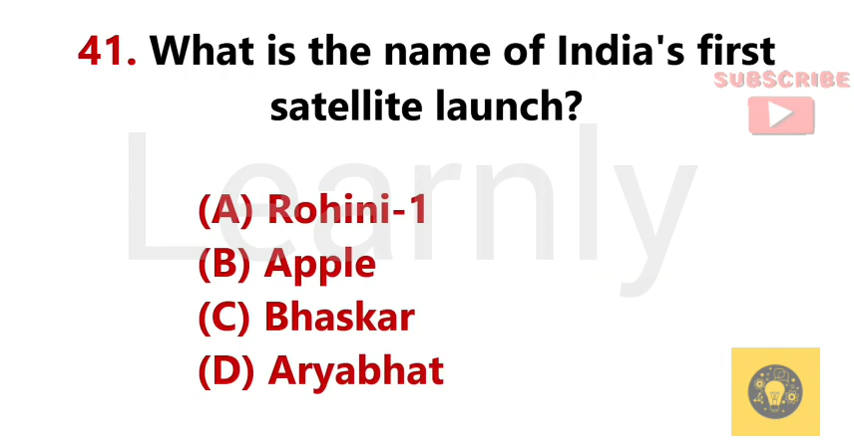 41. What is the name of India's first
SUBSCRIBE
satellite launch?
Learnly
(A) Rohini-1
(B) Apple
(C) Bhaskar
(D) Aryabhat